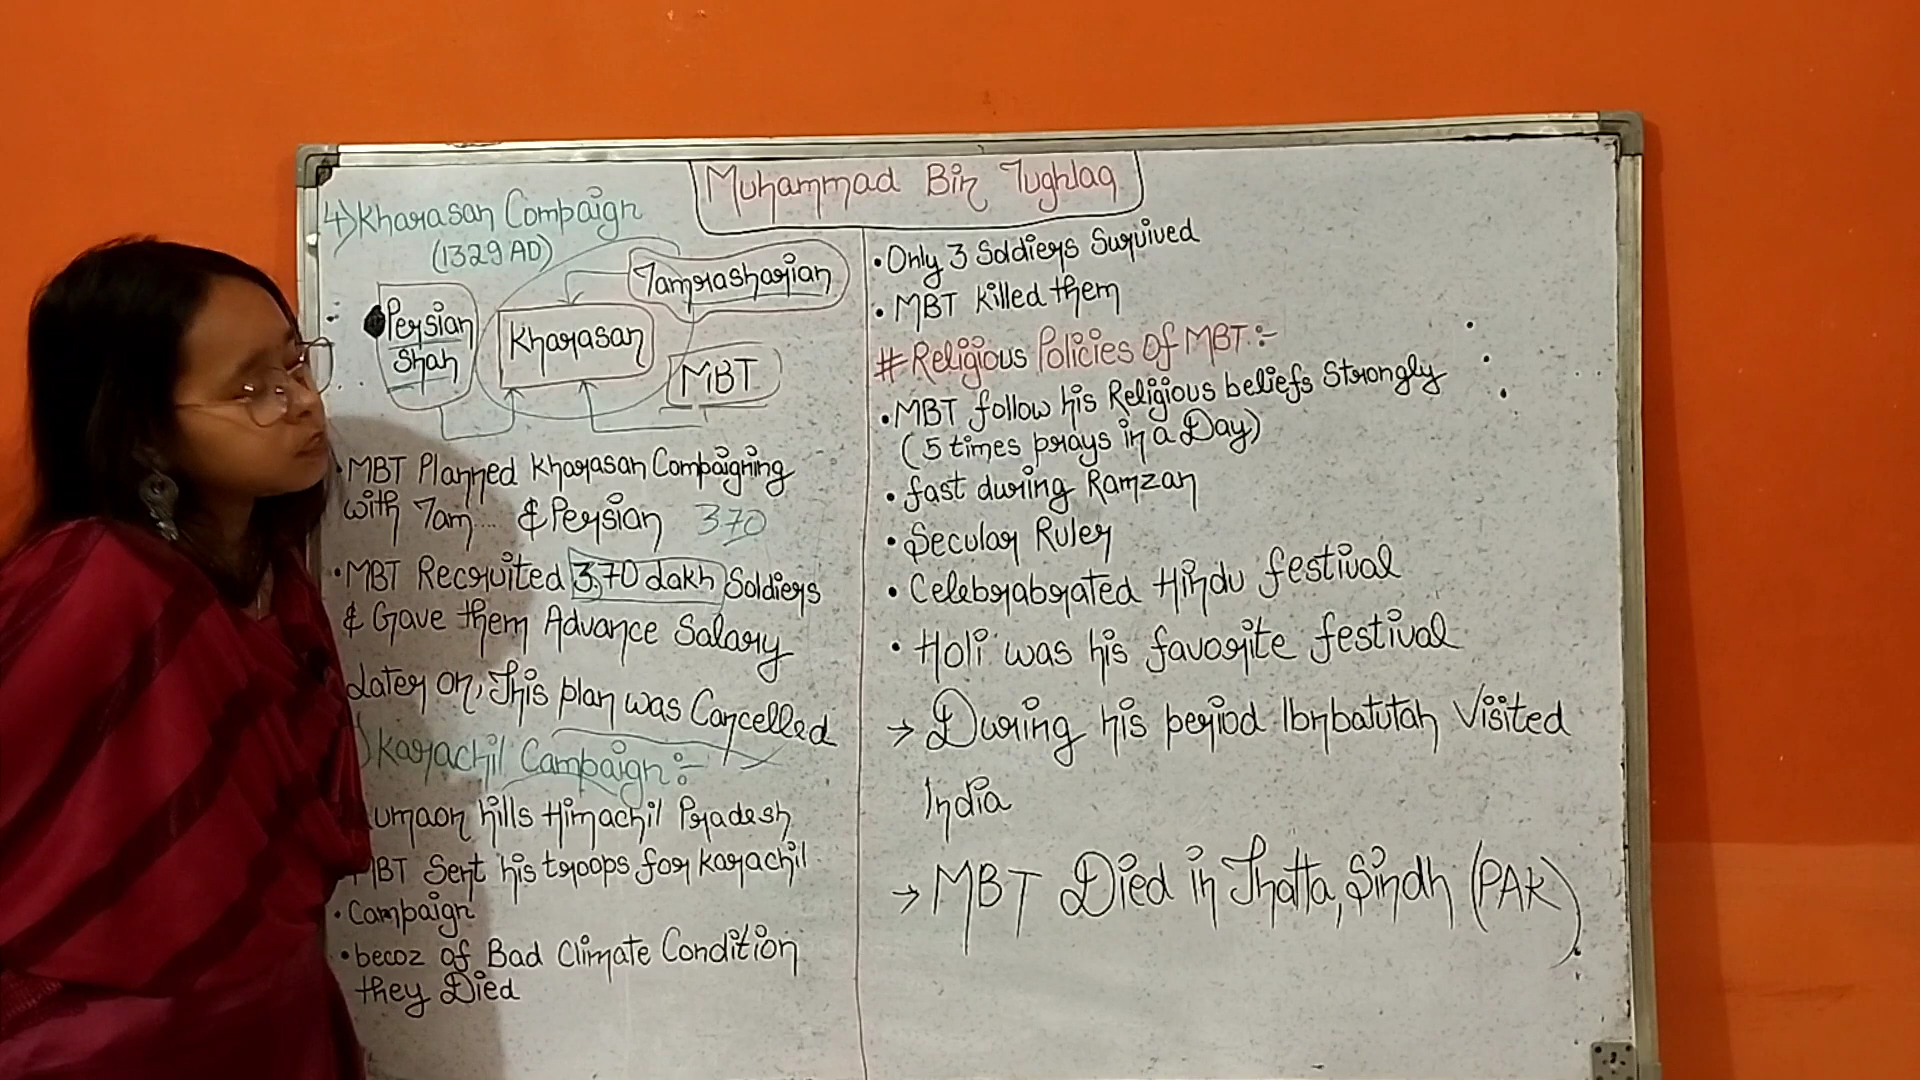 Muhammad Bin Tughlaq
4) Kharasan Compaign
(1329 AD)
Tamrasharian
Persian
Shah
Kharasan
MBT
• MBT Planned Kharasan Compaigning
with Tam.... & Persian 370
• MBT Recruited 3,70 Lakh Soldiers
& Gave them Advance Salary
Later on, This plan was Cancelled
) Karachil Campaign :-
umaon hills Himachil Pradesh
MBT Sent his troops for Karachil
• Campaign
• becoz of Bad Climate Condition
they Died
• Only 3 Soldiers Survived
• MBT killed them
# Religious Policies Of MBT :-
• MBT follow his Religious beliefs Strongly
(5 times prays in a Day)
• fast during Ramzan
• Secular Ruler
• Celebrabrated Hindu festival
• Holi was his favorite festival
→ During his period Ibnbatutah Visited
India
→ MBT Died in Thatta, Sindh (PAK)